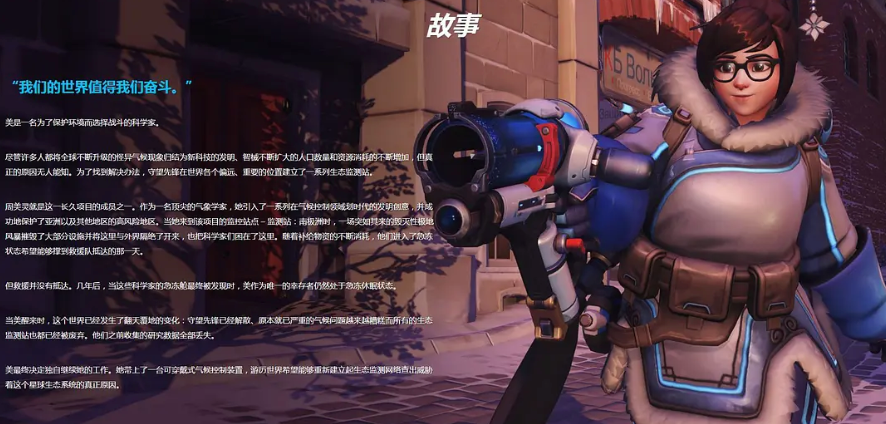 故事
“我们的世界值得我们奋斗。”
美是一名为了保护环境而选择战斗的科学家。
尽管许多人都将全球不断升级的怪异气候现象归结为新科技的发明、智械不断扩大的人口数量和资源消耗的不断增加，但真
正的原因无人能知。为了找到解决办法，守望先锋在世界各个偏远、重要的位置建立了一系列生态监测站。
周美灵就是这一长久项目的成员之一。作为一名顶尖的气象学家，她引入了一系列在气候控制领域划时代的发明创意，并成
功地保护了亚洲以及其他地区的高风险地区。当她来到该项目的监控站点 – 监测站：南极洲时，一场突如其来的毁灭性极地
风暴摧毁了大部分设施并将这里与外界隔绝了开来，也把科学家们困在了这里。随着补给物资的不断消耗，他们进入了急冻
状态希望能够撑到救援队抵达的那一天。
但救援并没有抵达。几年后，当这些科学家的急冻舱最终被发现时，美作为唯一的幸存者仍然处于急冻休眠状态。
当美醒来时，这个世界已经发生了翻天覆地的变化：守望先锋已经解散、原本就已严重的气候问题越来越糟糕而所有的生态
监测站也都已经被废弃。他们之前收集的研究数据全部丢失。
美最终决定独自继续她的工作。她带上了一台可穿戴式气候控制装置，游历世界希望能够重新建立起生态监测网络查出威胁
着这个星球生态系统的真正原因。
КБ Вол